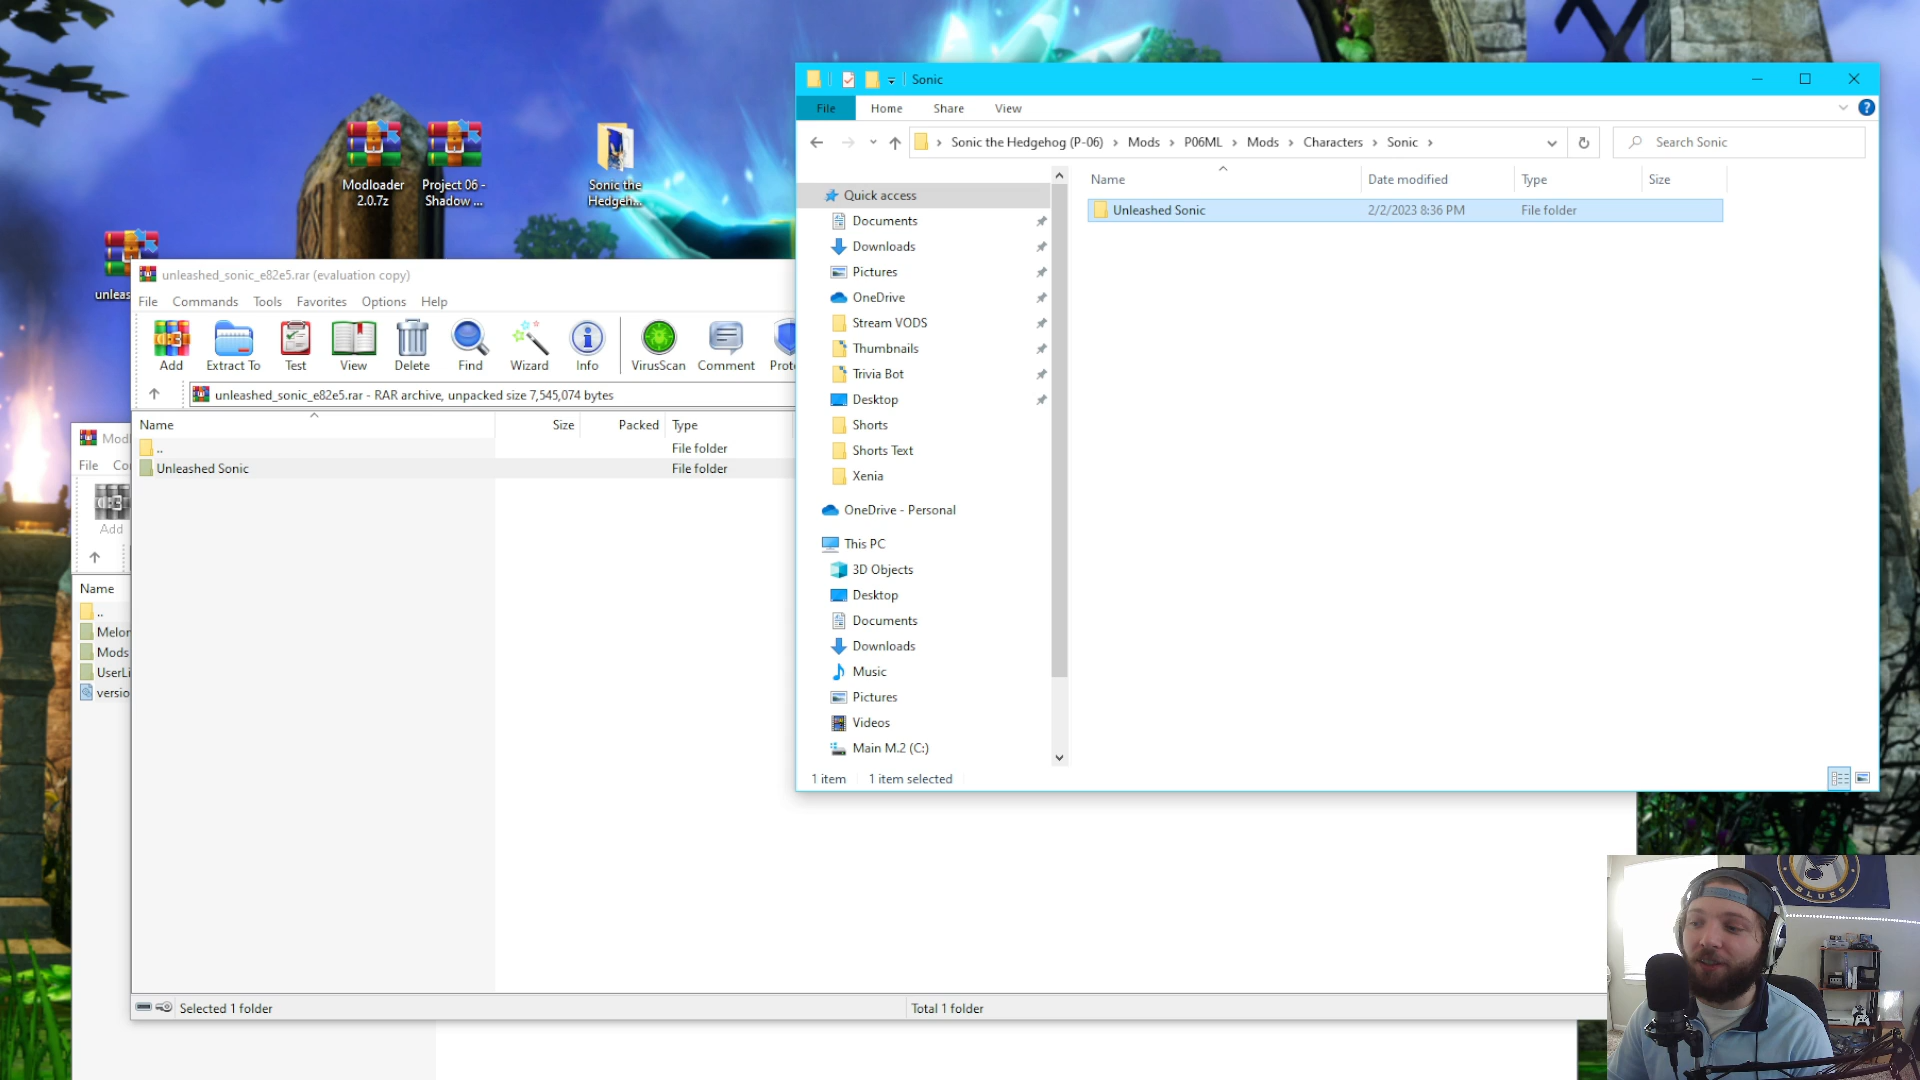 Modloader
2.0.7z
Project 06 -
Shadow ...
Sonic the
Hedgeh...
unleas
unleashed_sonic_e82e5.rar (evaluation copy)
File Commands Tools Favorites Options Help
Add Extract To Test View Delete Find Wizard Info VirusScan Comment Prote
unleashed_sonic_e82e5.rar - RAR archive, unpacked size 7,545,074 bytes
Name Size Packed Type
.. File folder
Unleashed Sonic File folder
Selected 1 folder Total 1 folder
Modl
File Co
Add
Name
..
Melon
Mods
UserLi
versio
Sonic
File Home Share View
Sonic the Hedgehog (P-06) Mods P06ML Mods Characters Sonic
Search Sonic
Quick access
Documents
Downloads
Pictures
OneDrive
Stream VODS
Thumbnails
Trivia Bot
Desktop
Shorts
Shorts Text
Xenia
OneDrive - Personal
This PC
3D Objects
Desktop
Documents
Downloads
Music
Pictures
Videos
Main M.2 (C:)
Name Date modified Type Size
Unleashed Sonic 2/2/2023 8:36 PM File folder
1 item 1 item selected
BLUES